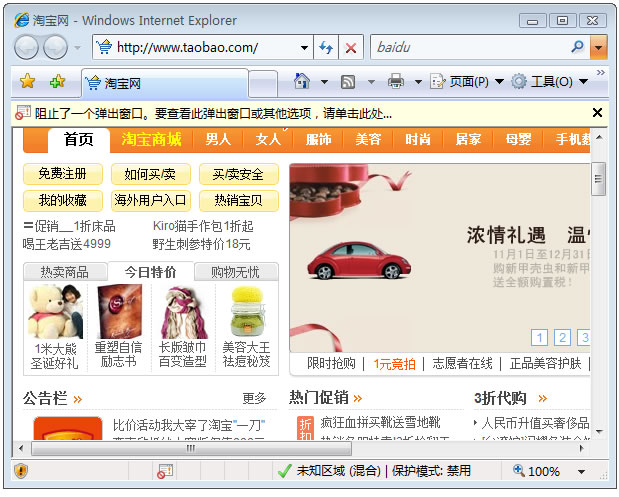 淘宝网 - Windows Internet Explorer
http://www.taobao.com/
baidu
淘宝网
页面(P)
工具(O)
阻止了一个弹出窗口。要查看此弹出窗口或其他选项，请单击此处...
首页 淘宝商城 男人 女人 服饰 美容 时尚 居家 母婴 手机数
免费注册 如何买/卖 买/卖安全
我的收藏 海外用户入口 热销宝贝
=促销__1折床品 Kiro猫手作包1折起
喝王老吉送4999 野生刺参特价18元
热卖商品 今日特价 购物无忧
1米大熊 圣诞好礼
重塑自信 励志书
长版皱巾 百变造型
美容大王 祛痘秘笈
浓情礼遇 温
11月1日至12月31日
购新甲壳虫和新甲
送全额购置税！
1 2 3
限时抢购 | 1元竟拍 | 志愿者在线 | 正品美容护肤 |
公告栏 » 更多
比价活动我大宰了淘宝"一刀"
热门促销 »
折扣
疯狂血拼买靴送雪地靴
3折代购 »
人民币升值买奢侈品
未知区域 (混合) | 保护模式: 禁用
100%